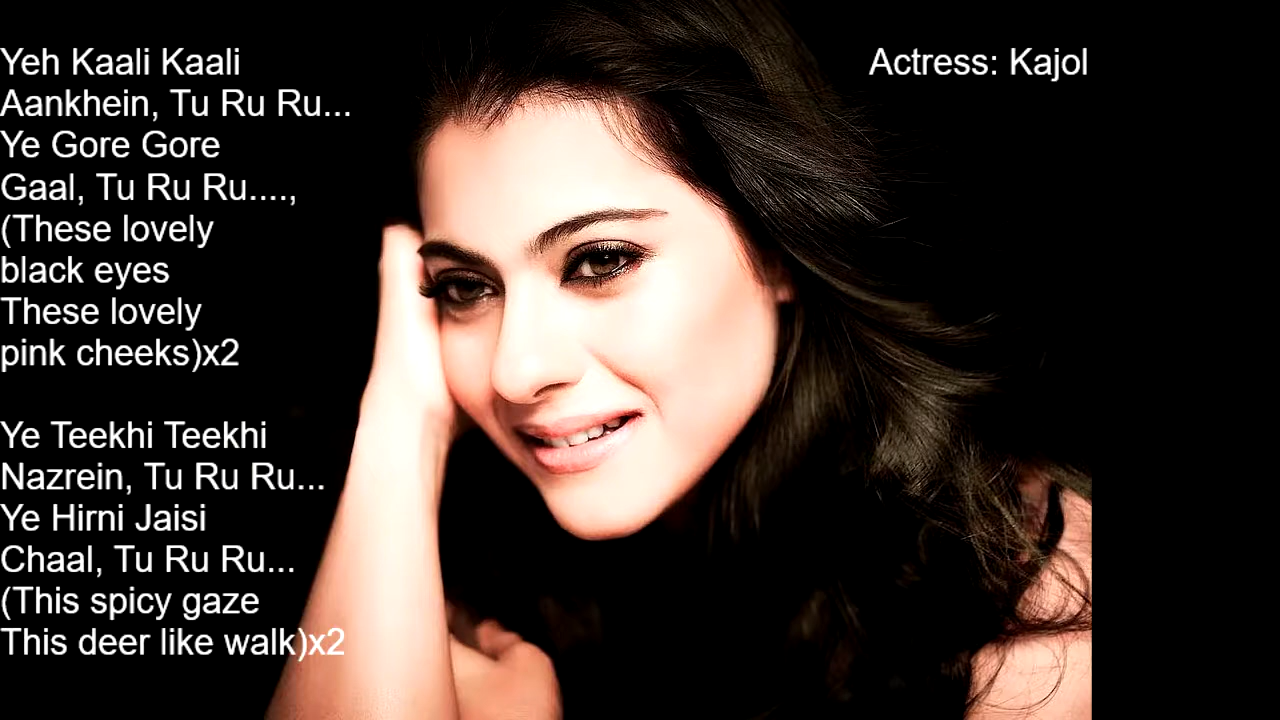 Yeh Kaali Kaali
Aankhein, Tu Ru Ru...
Ye Gore Gore
Gaal, Tu Ru Ru....,
(These lovely
black eyes
These lovely
pink cheeks)x2
Ye Teekhi Teekhi
Nazrein, Tu Ru Ru...
Ye Hirni Jaisi
Chaal, Tu Ru Ru...
(This spicy gaze
This deer like walk)x2
Actress: Kajol